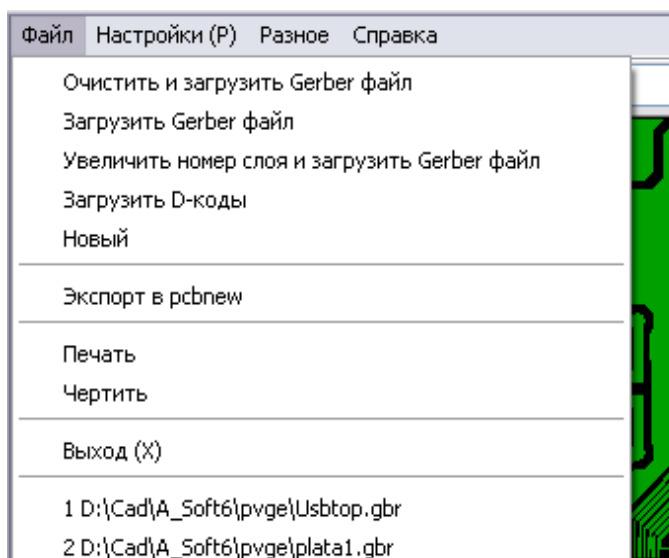 Файл Настройки (P) Разное Справка
Очистить и загрузить Gerber файл
Загрузить Gerber файл
Увеличить номер слоя и загрузить Gerber файл
Загрузить D-коды
Новый
Экспорт в pcbnew
Печать
Чертить
Выход (X)
1 D:\Cad\A_Soft6\pvge\Usbtop.gbr
2 D:\Cad\A_Soft6\pvge\plata1.gbr